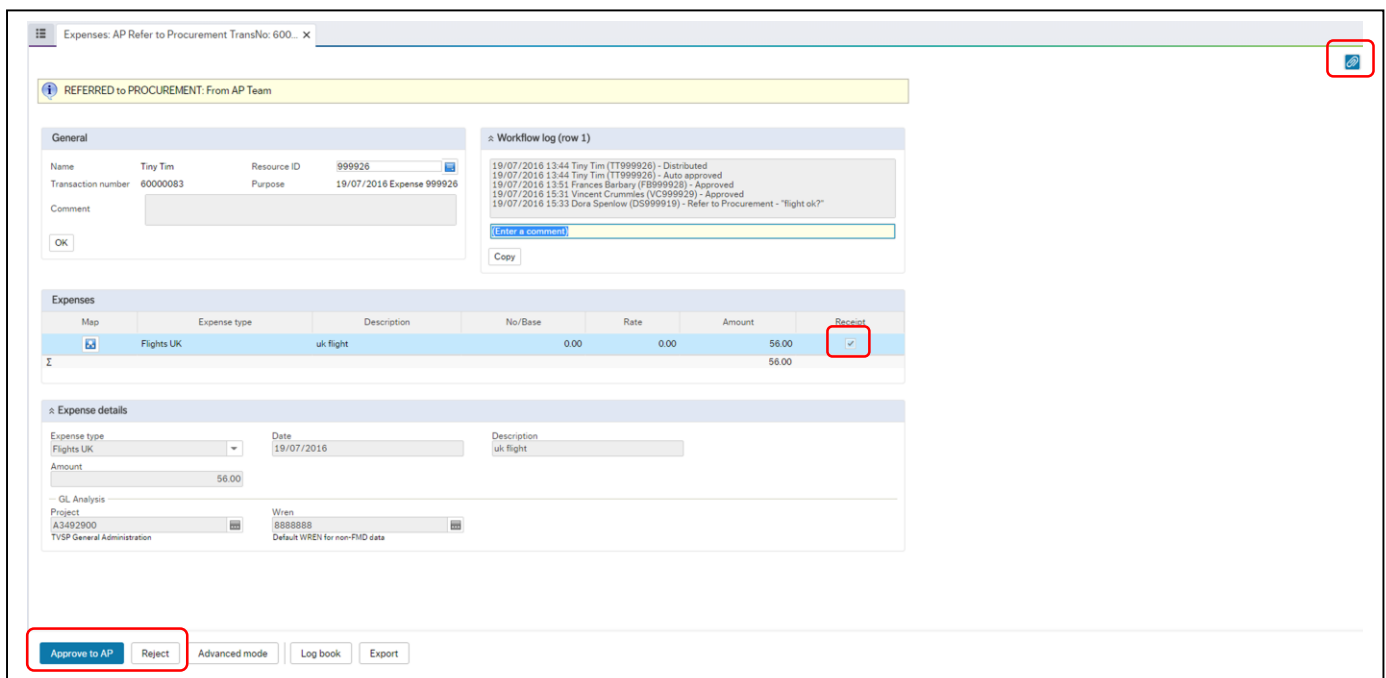 Expenses: AP Refer to Procurement TransNo: 600... X
REFERRED to PROCUREMENT: From AP Team
General
Name Tiny Tim Resource ID 999926
Transaction number 60000083 Purpose 19/07/2016 Expense 999926
Comment
OK
Workflow log (row 1)
19/07/2016 13:44 Tiny Tim (TT999926) - Distributed
19/07/2016 13:44 Tiny Tim (TT999926) - Auto approved
19/07/2016 13:51 Frances Barbary (FB999928) - Approved
19/07/2016 15:31 Vincent Crummles (VC999929) - Approved
19/07/2016 15:33 Dora Spenlow (DS999919) - Refer to Procurement - "flight ok?"
(Enter a comment)
Copy
Expenses
Map Expense type Description No/Base Rate Amount Receipt
Flights UK uk flight 0.00 0.00 56.00
Σ 56.00
Expense details
Expense type Date Description
Flights UK 19/07/2016 uk flight
Amount
56.00
GL Analysis
Project Wren
A3492900 8888888
TVSP General Administration Default WREN for non-FMD data
Approve to AP Reject Advanced mode Log book Export